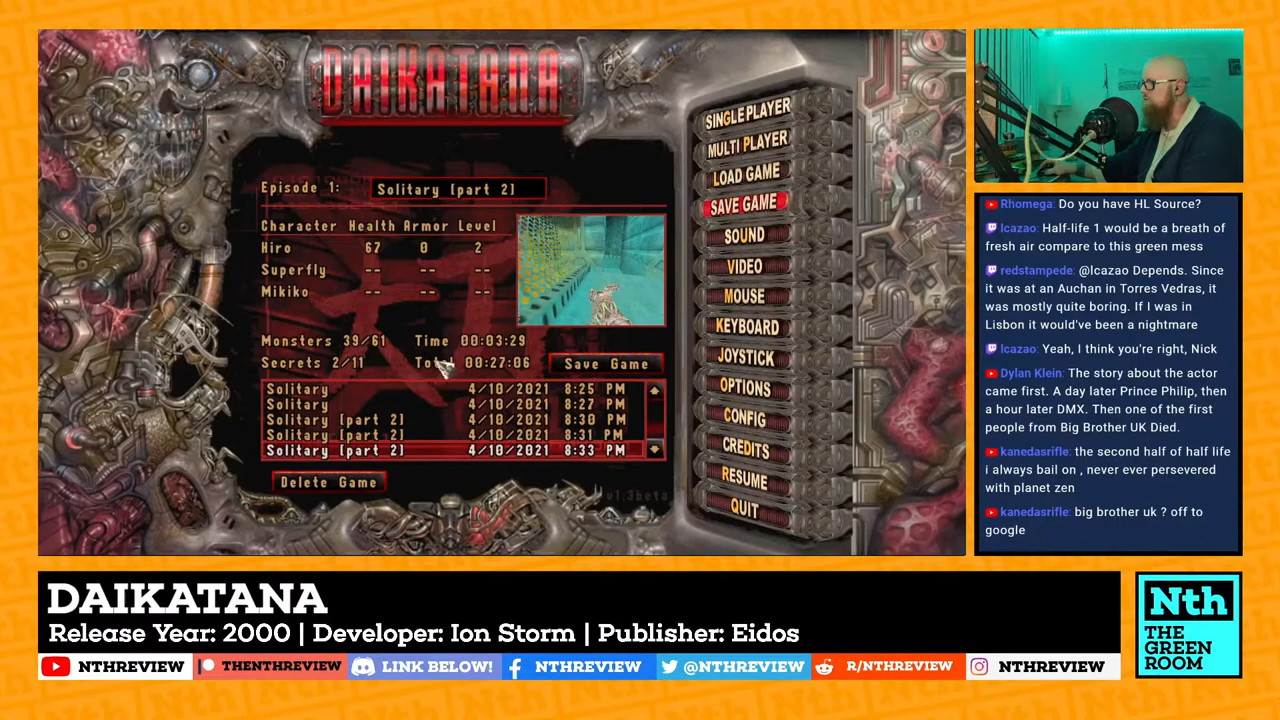 DAIKATANA
Episode 1: Solitary [part 2]
Character Health Armor Level
Hiro 67 0 2
Superfly -- -- --
Mikiko -- -- --
Monsters 39/61 Time 00:03:29
Secrets 2/11 Total 00:27:06 Save Game
Solitary 4/10/2021 8:25 PM
Solitary 4/10/2021 8:27 PM
Solitary [part 2] 4/10/2021 8:30 PM
Solitary [part 2] 4/10/2021 8:31 PM
Solitary [part 2] 4/10/2021 8:33 PM
Delete Game
v1.3beta
SINGLE PLAYER
MULTI PLAYER
LOAD GAME
SAVE GAME
SOUND
VIDEO
MOUSE
KEYBOARD
JOYSTICK
OPTIONS
CONFIG
CREDITS
RESUME
QUIT
Rhomega: Do you have HL Source?
lcazao: Half-life 1 would be a breath of
fresh air compare to this green mess
redstampede: @lcazao Depends. Since
it was at an Auchan in Torres Vedras, it
was mostly quite boring. If I was in
Lisbon it would've been a nightmare
lcazao: Yeah, I think you're right, Nick
Dylan Klein: The story about the actor
came first. A day later Prince Philip, then
a hour later DMX. Then one of the first
people from Big Brother UK Died.
kanedasrifle: the second half of half life
i always bail on , never ever persevered
with planet zen
kanedasrifle: big brother uk ? off to
google
DAIKATANA
Release Year: 2000 | Developer: Ion Storm | Publisher: Eidos
NTHREVIEW THENTHREVIEW LINK BELOW! NTHREVIEW @NTHREVIEW R/NTHREVIEW NTHREVIEW
Nth
THE
GREEN
ROOM